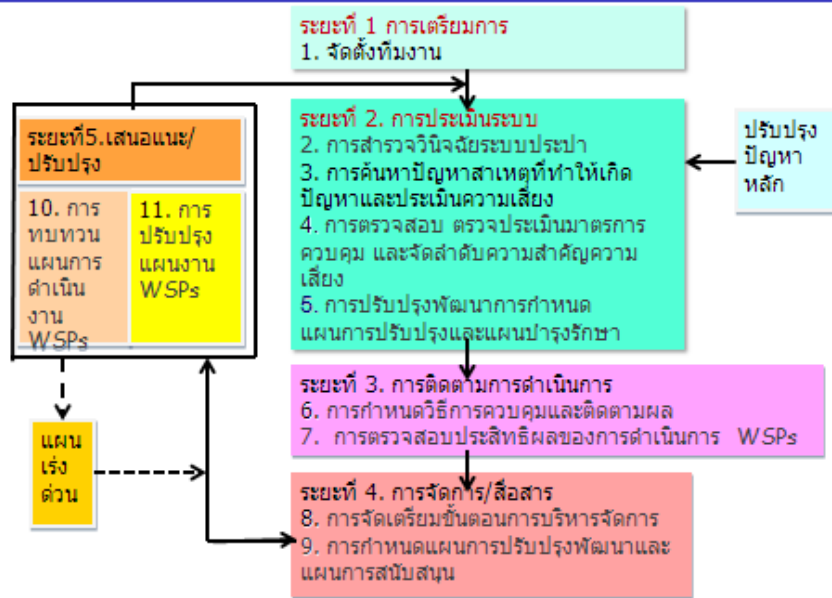 ระยะที่ 1 การเตรียมการ
1. จัดตั้งทีมงาน
ระยะที่5.เสนอแนะ/
ปรับปรุง
10. การ
ทบทวน
แผนการ
ดำเนิน
งาน
WSPs
11. การ
ปรับปรุง
แผนงาน
WSPs
แผน
เร่ง
ด่วน
ระยะที่ 2. การประเมินระบบ
2. การสำรวจวินิจฉัยระบบประปา
3. การค้นหาปัญหาสาเหตุที่ทำให้เกิด
ปัญหาและประเมินความเสี่ยง
4. การตรวจสอบ ตรวจประเมินมาตรการ
ควบคุม และจัดลำดับความสำคัญความ
เสี่ยง
5. การปรับปรุงพัฒนาการกำหนด
แผนการปรับปรุงและแผนบำรุงรักษา
ปรับปรุง
ปัญหา
หลัก
ระยะที่ 3. การติดตามการดำเนินการ
6. การกำหนดวิธีการควบคุมและติดตามผล
7. การตรวจสอบประสิทธิผลของการดำเนินการ WSPs
ระยะที่ 4. การจัดการ/สื่อสาร
8. การจัดเตรียมขั้นตอนการบริหารจัดการ
9. การกำหนดแผนการปรับปรุงพัฒนาและ
แผนการสนับสนุน